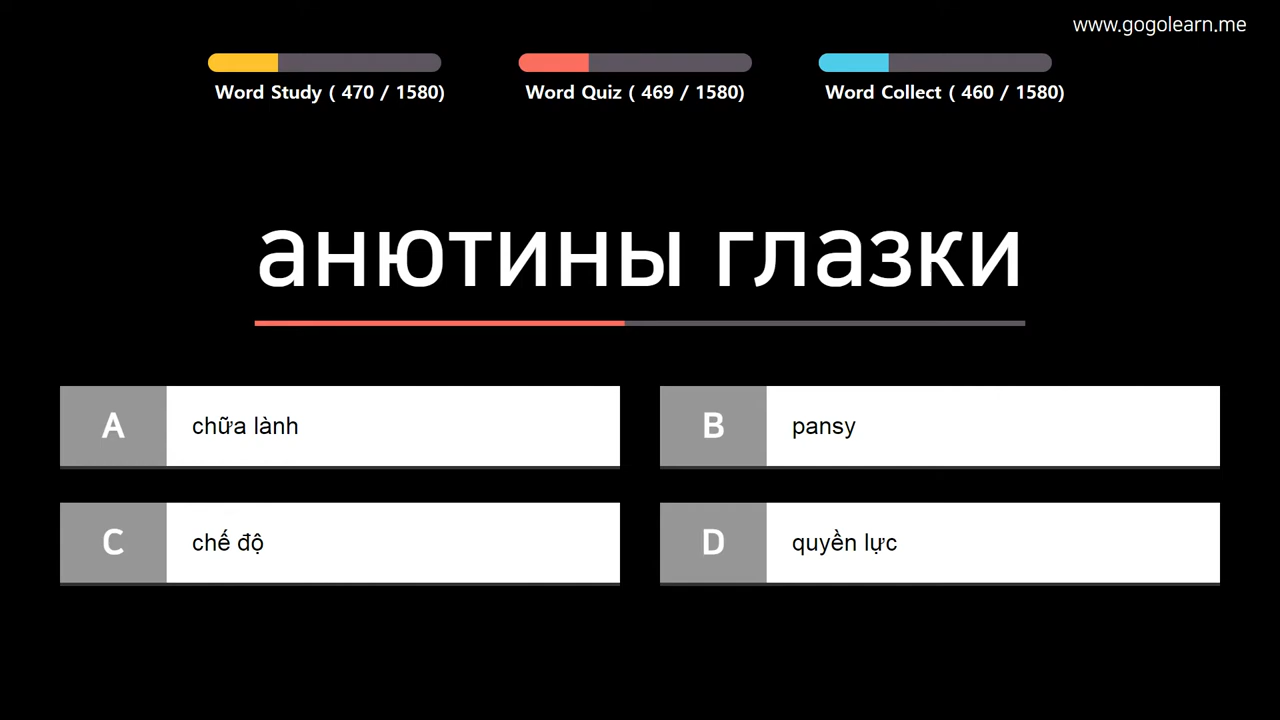 www.gogolearn.me
Word Study ( 470 / 1580)
Word Quiz ( 469 / 1580)
Word Collect ( 460 / 1580)
анютины глазки
A
chữa lành
B
pansy
C
chế độ
D
quyền lực